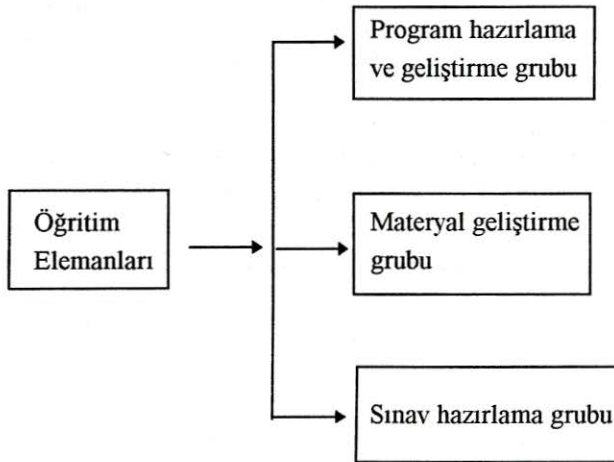 Program hazırlama
ve geliştirme grubu
Öğritim
Elemanları
Materyal geliştirme
grubu
Sınav hazırlama grubu